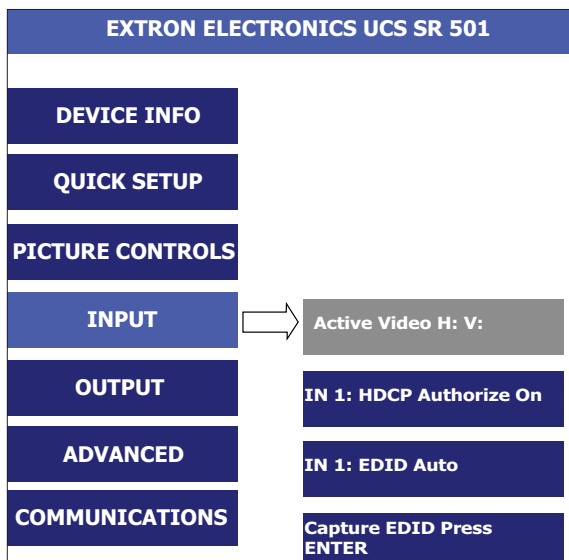 EXTRON ELECTRONICS UCS SR 501
DEVICE INFO
QUICK SETUP
PICTURE CONTROLS
INPUT
Active Video H: V:
OUTPUT
IN 1: HDCP Authorize On
ADVANCED
IN 1: EDID Auto
COMMUNICATIONS
Capture EDID Press
ENTER